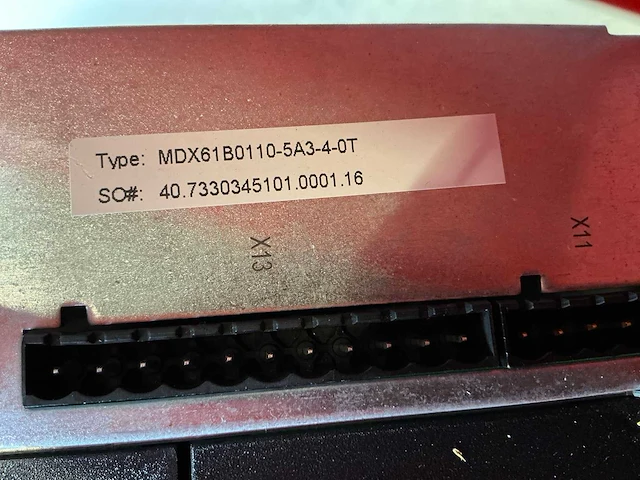 Type: MDX61B0110-5A3-4-0T
SO#: 40.7330345101.0001.16
X13
X11